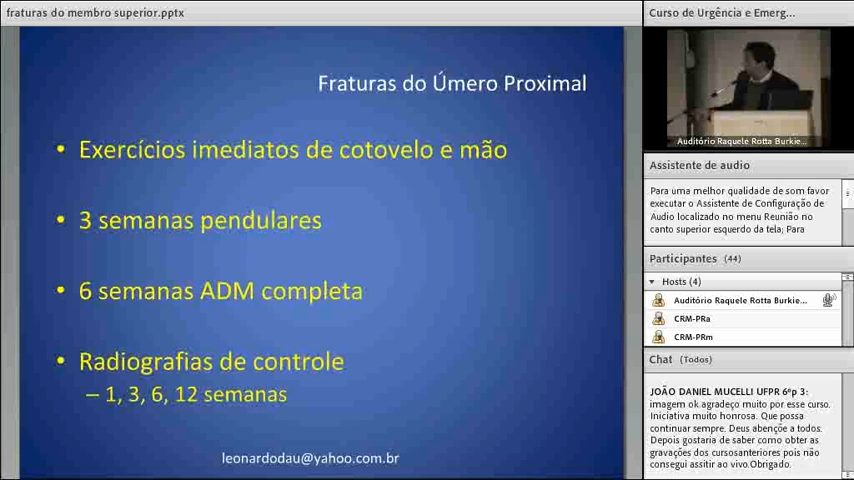 fraturas do membro superior.pptx
Fraturas do Úmero Proximal
• Exercícios imediatos de cotovelo e mão
• 3 semanas pendulares
• 6 semanas ADM completa
• Radiografias de controle
– 1, 3, 6, 12 semanas
leonardodau@yahoo.com.br
Curso de Urgência e Emerg...
Auditório Raquele Rotta Burkie...
Assistente de audio
Para uma melhor qualidade de som favor
executar o Assistente de Configuração de
Audio localizado no menu Reunião no
canto superior esquerdo da tela; Para
Participantes (44)
Hosts (4)
Auditório Raquele Rotta Burkie...
CRM-PRa
CRM-PRm
Chat (Todos)
JOÃO DANIEL MUCELLI UFPR 6ºp 3:
imagem ok agradeço muito por esse curso.
Iniciativa muito honrosa. Que possa
continuar sempre. Deus abençõe a todos.
Depois gostaria de saber como obter as
gravações dos cursosanteriores pois não
consegui assitir ao vivo.Obrigado.